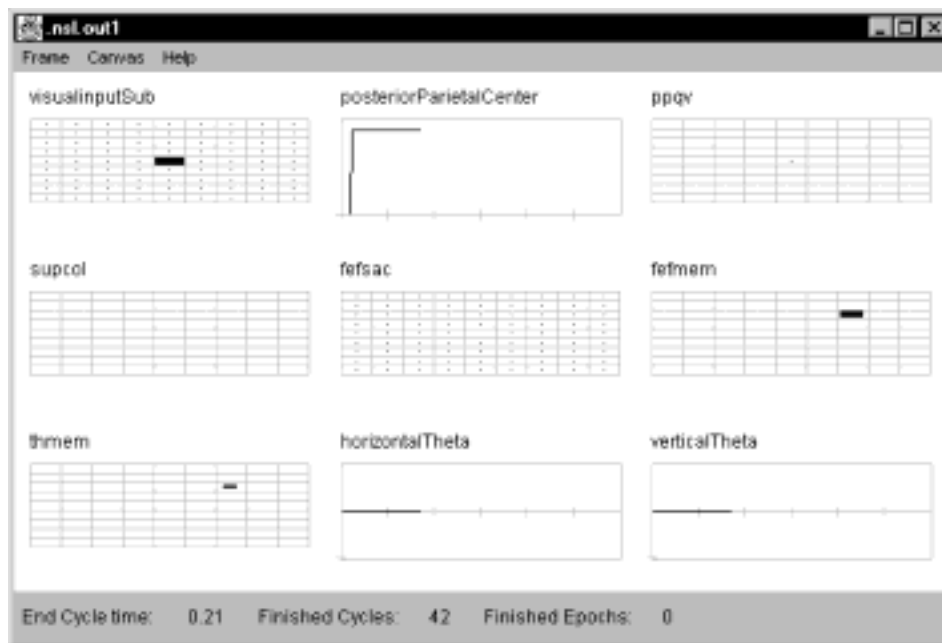 .nsl.out1
Frame Canvas Help
visualinputSub posteriorParietalCenter ppqv
supcol fefsac fefmem
thmem horizontalTheta verticalTheta
End Cycle time: 0.21 Finished Cycles: 42 Finished Epochs: 0